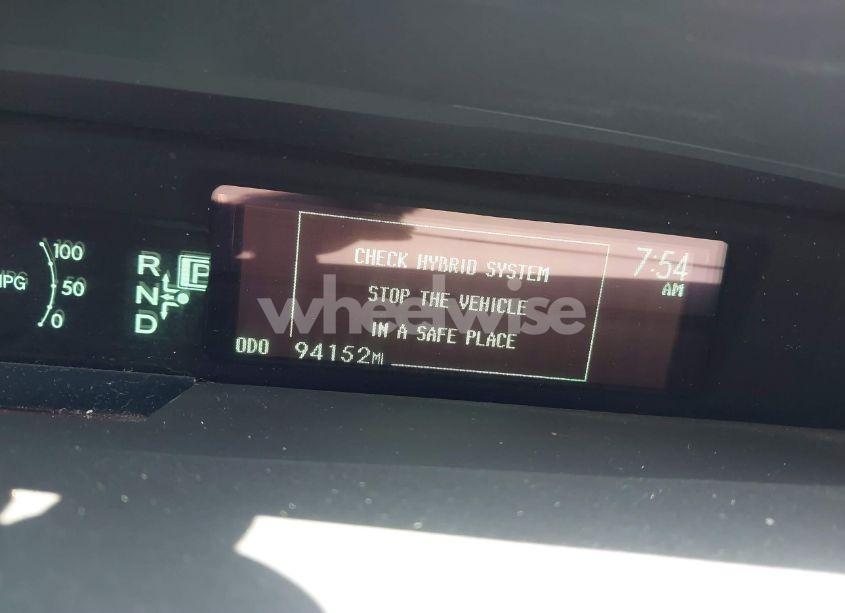 100
MPG
50
0
R
N
D
P
CHECK HYBRID SYSTEM
STOP THE VEHICLE
IN A SAFE PLACE
7:54
AM
ODO 94152MI
wheelwise